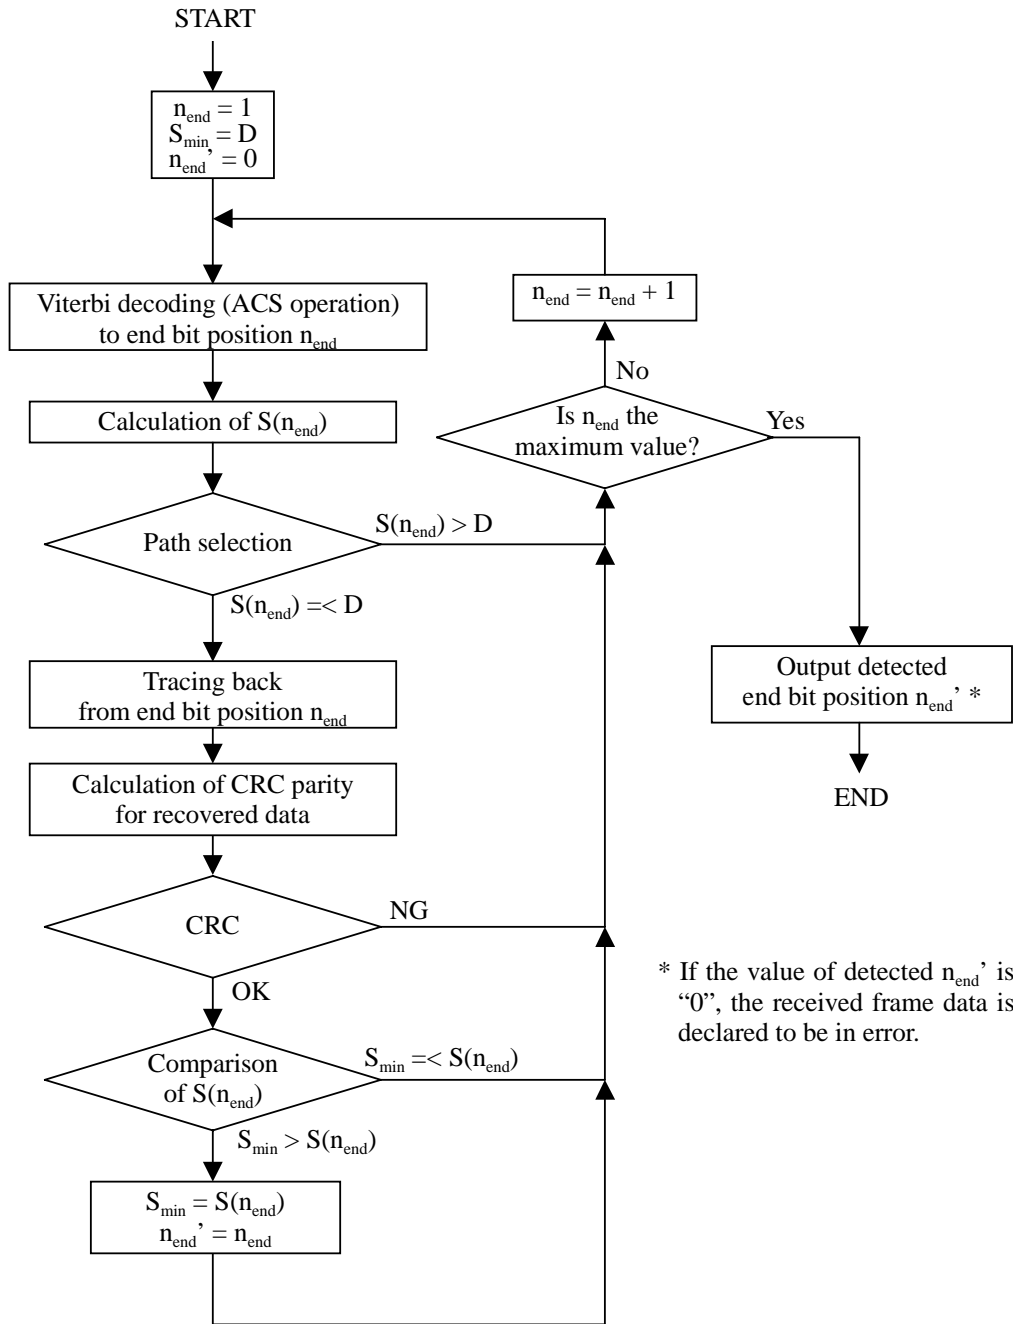 START
n_end = 1
S_min = D
n_end’ = 0
Viterbi decoding (ACS operation)
to end bit position n_end
n_end = n_end + 1
No
Calculation of S(n_end)
Is n_end the
maximum value?
Yes
Path selection
S(n_end) > D
S(n_end) =< D
Tracing back
from end bit position n_end
Output detected
end bit position n_end’ *
Calculation of CRC parity
for recovered data
END
CRC
NG
OK
* If the value of detected n_end’ is
“0”, the received frame data is
declared to be in error.
Comparison
of S(n_end)
S_min =< S(n_end)
S_min > S(n_end)
S_min = S(n_end)
n_end’ = n_end